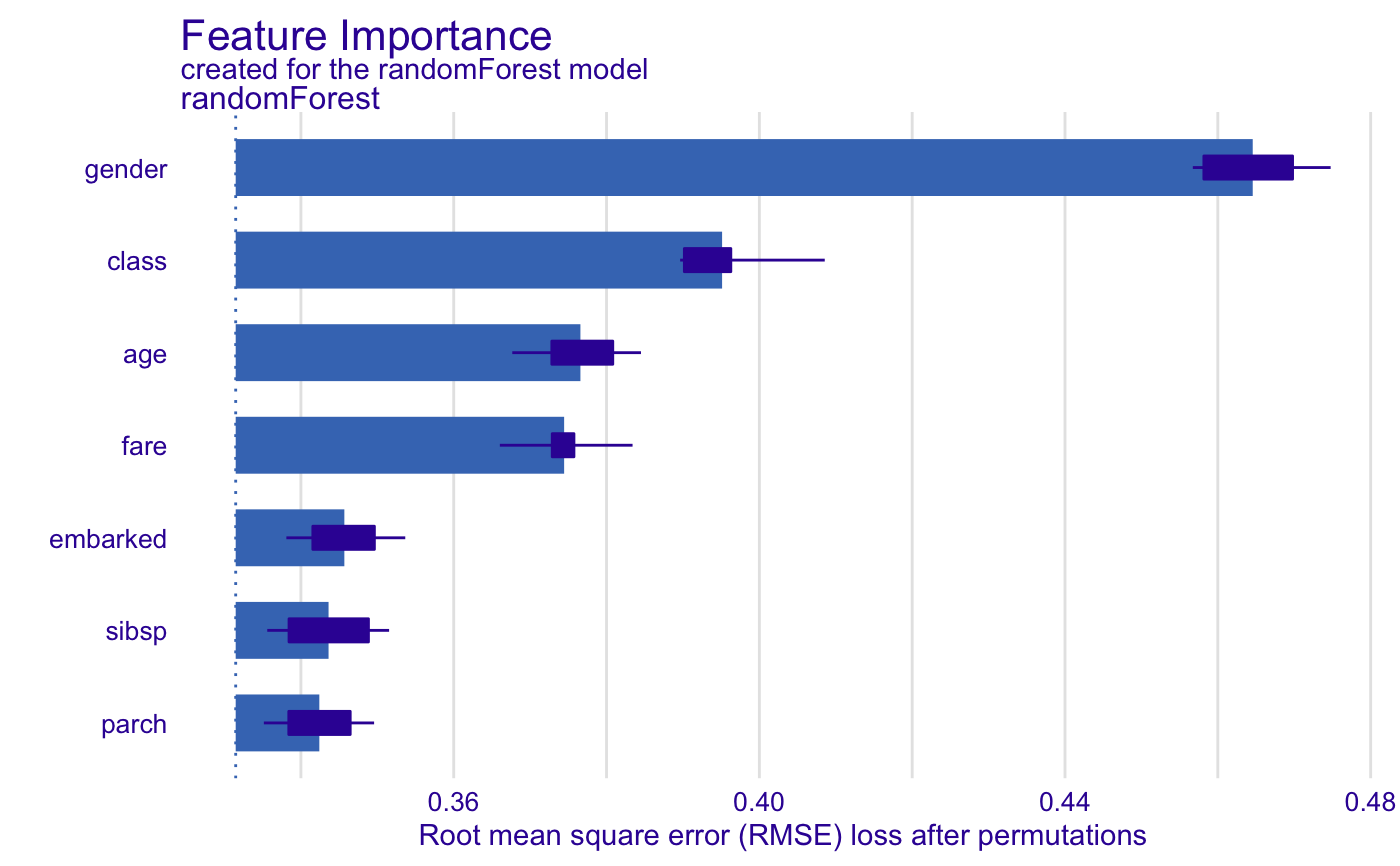 Feature Importance
created for the randomForest model
randomForest
gender
class
age
fare
embarked
sibsp
parch
0.36 0.40 0.44 0.48
Root mean square error (RMSE) loss after permutations